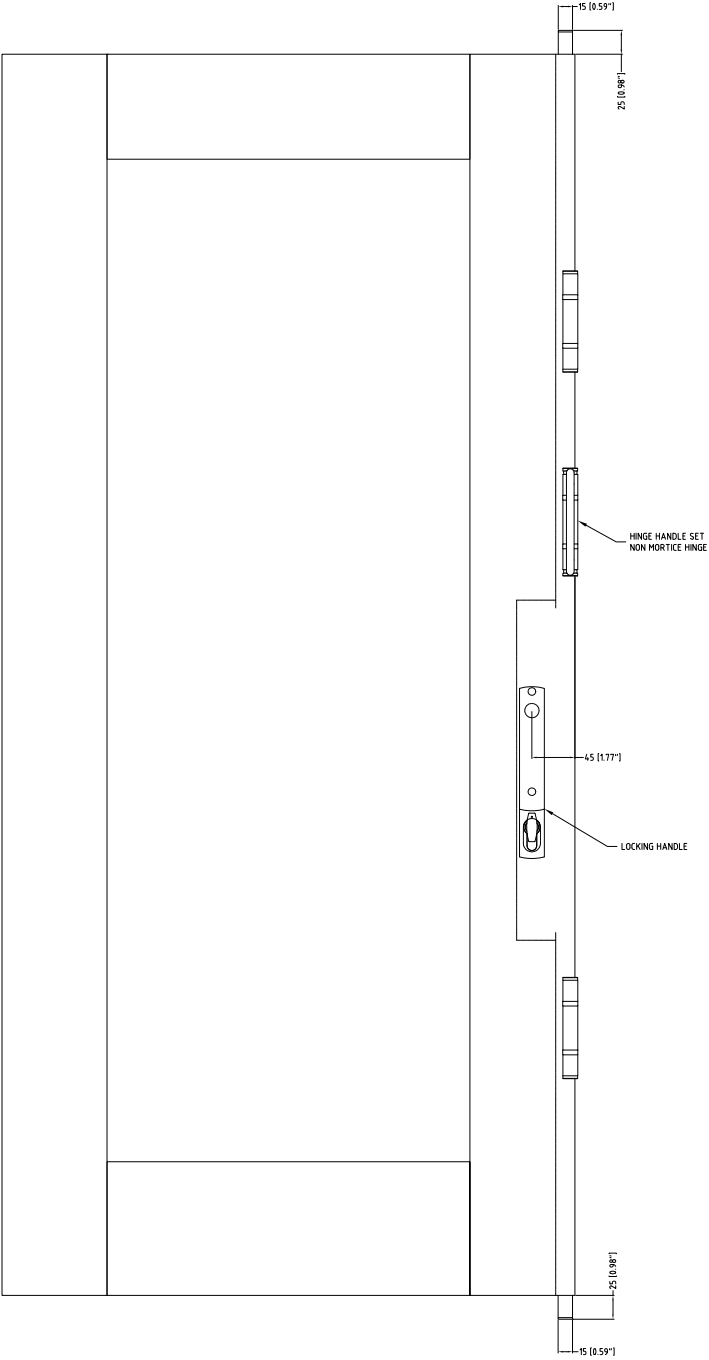 15 [0.59"]
25 [0.98"]
HINGE HANDLE SET
NON MORTICE HINGE
45 [1.77"]
LOCKING HANDLE
25 [0.98"]
15 [0.59"]